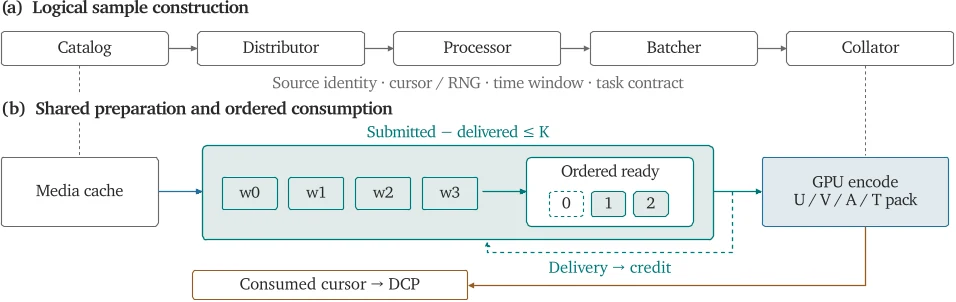 (a) Logical sample construction
Catalog
Distributor
Processor
Batcher
Collator
Source identity · cursor / RNG · time window · task contract
(b) Shared preparation and ordered consumption
Submitted − delivered ≤ K
Media cache
w0
w1
w2
w3
Ordered ready
0
1
2
GPU encode
U / V / A / T pack
Delivery → credit
Consumed cursor → DCP